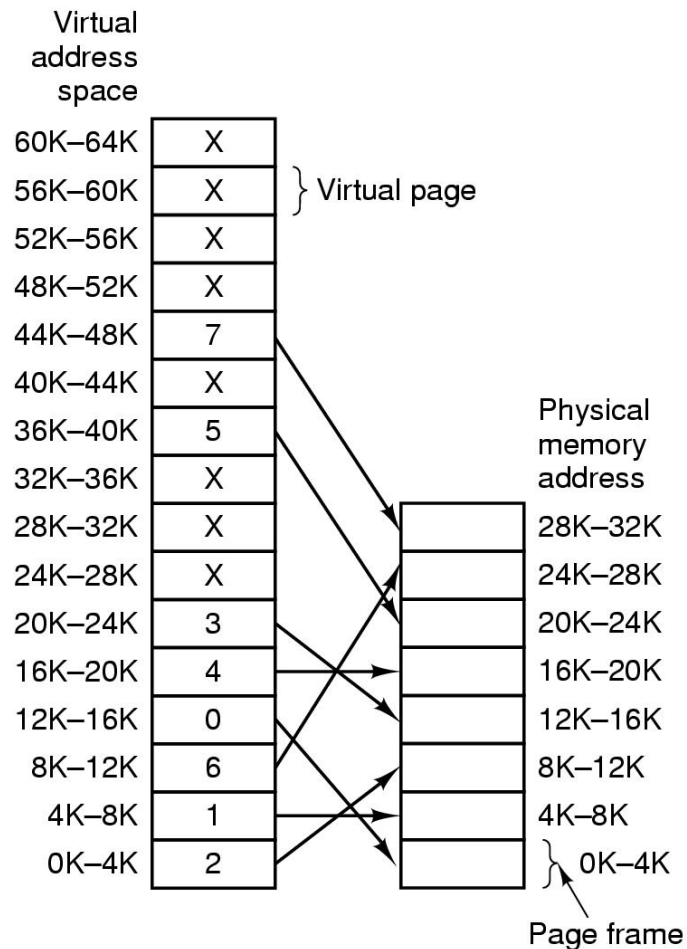 Virtual
address
space
60K–64K X
56K–60K X Virtual page
52K–56K X
48K–52K X
44K–48K 7
40K–44K X
Physical
memory
address
36K–40K 5
32K–36K X
28K–32K X 28K–32K
24K–28K X 24K–28K
20K–24K 3 20K–24K
16K–20K 4 16K–20K
12K–16K 0 12K–16K
8K–12K 6 8K–12K
4K–8K 1 4K–8K
0K–4K 2 0K–4K
Page frame